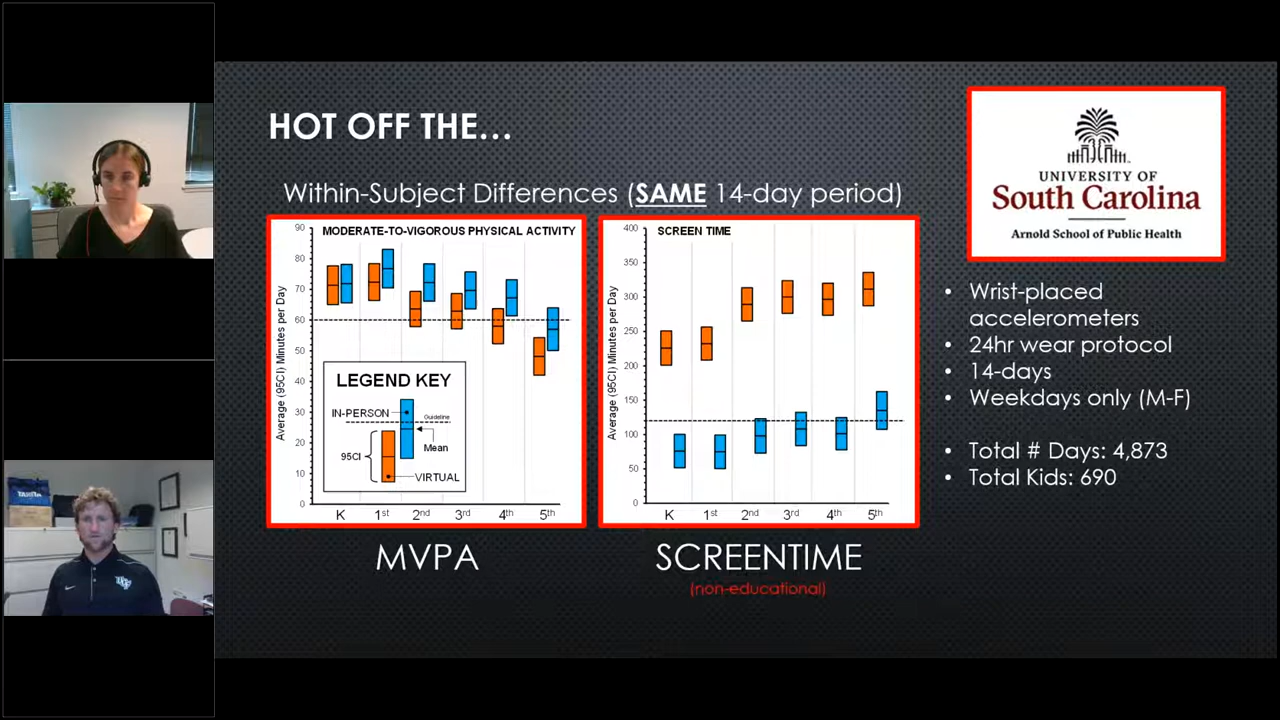 HOT OFF THE…
UNIVERSITY OF
South Carolina
Arnold School of Public Health
Within-Subject Differences (SAME 14-day period)
MODERATE-TO-VIGOROUS PHYSICAL ACTIVITY
Average (95CI) Minutes per Day
90
80
70
60
50
40
30
20
10
0
LEGEND KEY
IN-PERSON
Guideline
Mean
95CI
VIRTUAL
K 1st 2nd 3rd 4th 5th
SCREEN TIME
Average (95CI) Minutes per Day
400
350
300
250
200
150
100
50
0
K 1st 2nd 3rd 4th 5th
MVPA
SCREENTIME
(non-educational)
• Wrist-placed
accelerometers
• 24hr wear protocol
• 14-days
• Weekdays only (M-F)
• Total # Days: 4,873
• Total Kids: 690